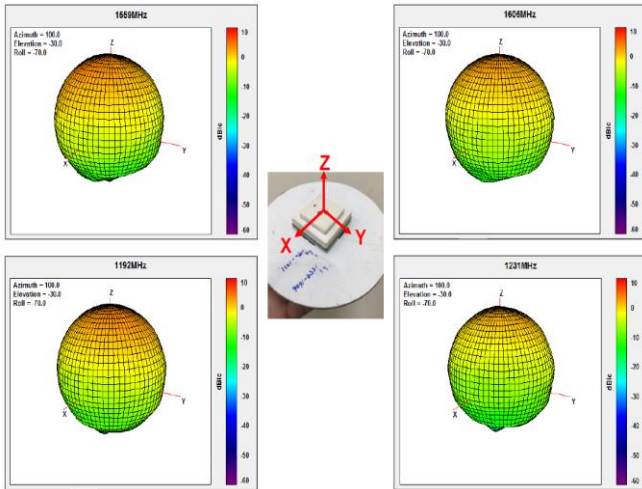 1559MHz
Azimuth = 100.0
Elevation = -30.0
Roll = -70.0
Z
X
Y
10
0
-10
-20
-30
-40
-50
-60
dBic
1606MHz
Azimuth = 100.0
Elevation = -30.0
Roll = -70.0
Z
X
Y
10
0
-10
-20
-30
-40
-50
-60
dBic
Z
X
Y
1192MHz
Azimuth = 100.0
Elevation = -30.0
Roll = -70.0
Z
X
Y
10
0
-10
-20
-30
-40
-50
-60
dBic
1231MHz
Azimuth = 100.0
Elevation = -30.0
Roll = -70.0
Z
X
Y
10
0
-10
-20
-30
-40
-50
-60
dBic